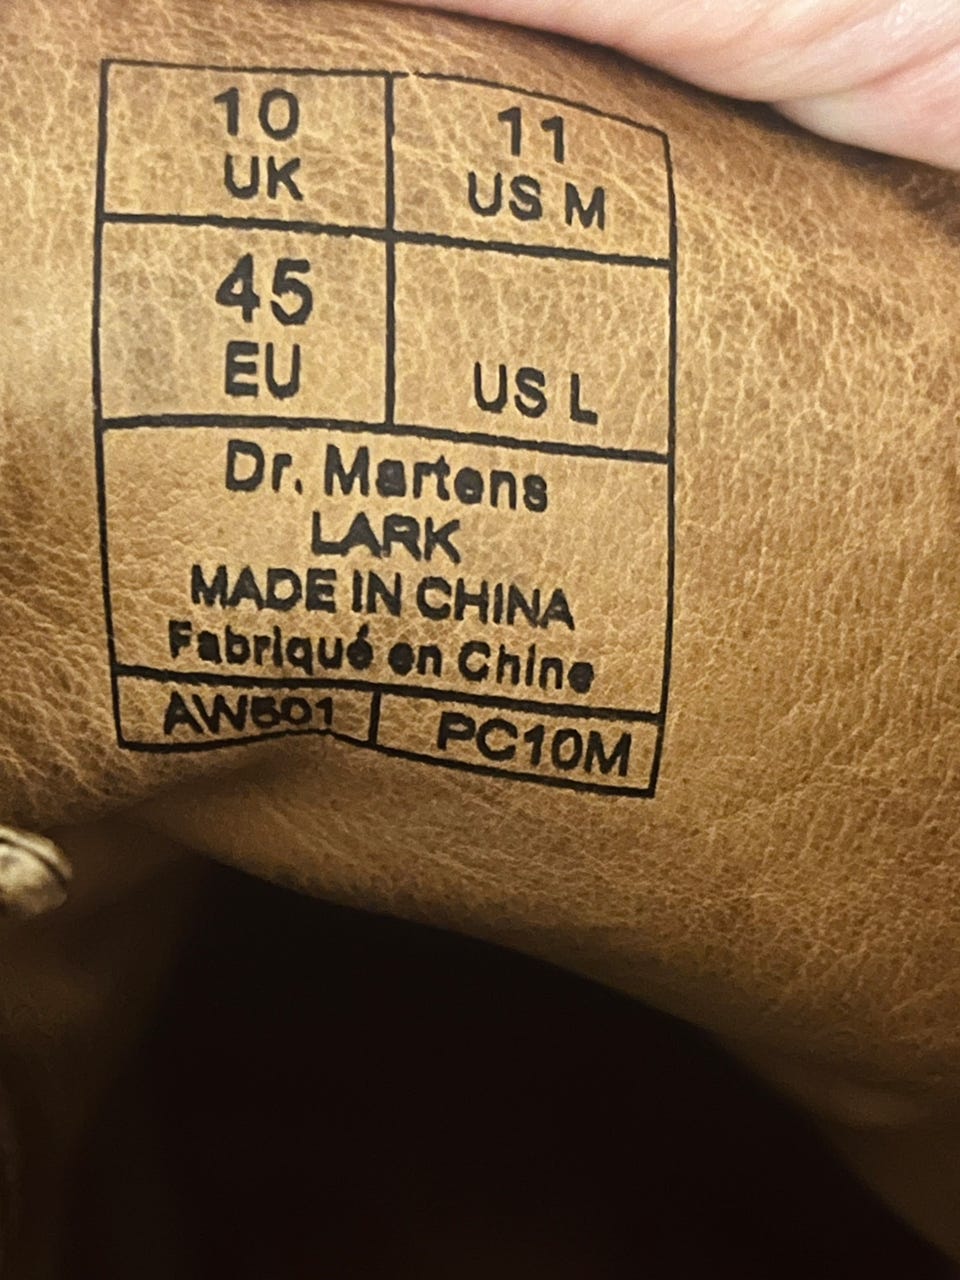 10
UK
11
US M
45
EU
US L
Dr. Martens
LARK
MADE IN CHINA
Fabriqué en Chine
AW501
PC10M